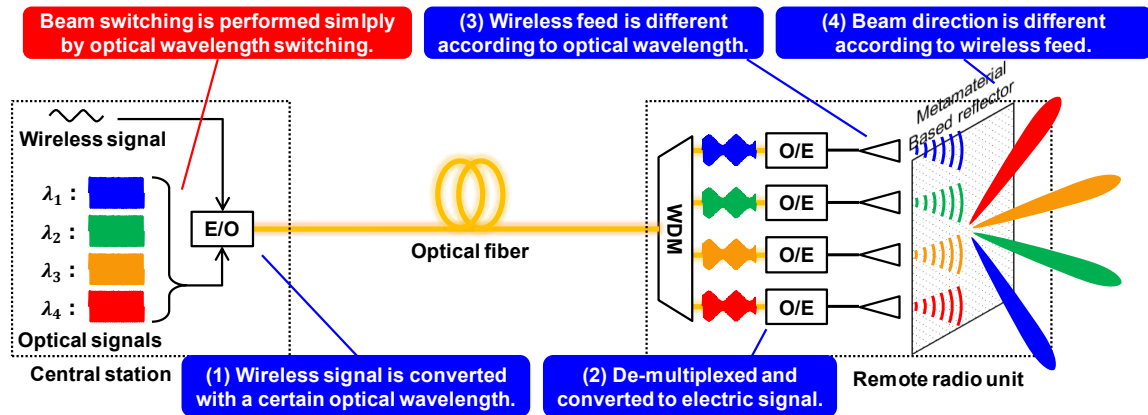 Beam switching is performed simlply
by optical wavelength switching.
(3) Wireless feed is different
according to optical wavelength.
(4) Beam direction is different
according to wireless feed.
Wireless signal
λ1 :
λ2 :
λ3 :
λ4 :
Optical signals
E/O
Central station
Optical fiber
WDM
O/E
O/E
O/E
O/E
Metamaterial
Based reflector
Remote radio unit
(1) Wireless signal is converted
with a certain optical wavelength.
(2) De-multiplexed and
converted to electric signal.